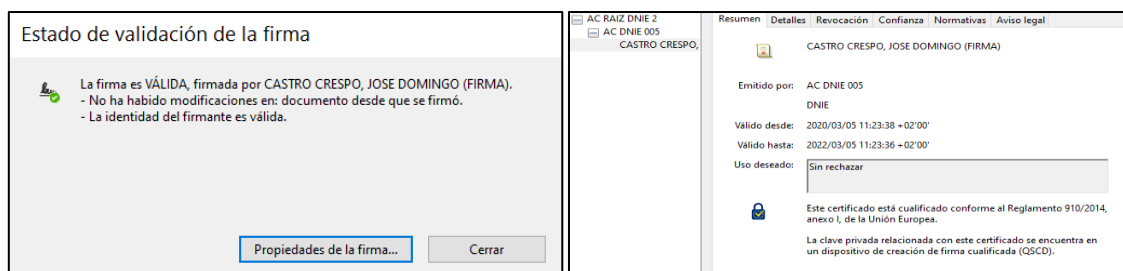 Estado de validación de la firma
La firma es VÁLIDA, firmada por CASTRO CRESPO, JOSE DOMINGO (FIRMA).
- No ha habido modificaciones en: documento desde que se firmó.
- La identidad del firmante es válida.
Propiedades de la firma...
Cerrar
AC RAIZ DNIE 2
AC DNIE 005
CASTRO CRESPO,
Resumen Detalles Revocación Confianza Normativas Aviso legal
CASTRO CRESPO, JOSE DOMINGO (FIRMA)
Emitido por: AC DNIE 005
DNIE
Válido desde: 2020/03/05 11:23:38 +02'00'
Válido hasta: 2022/03/05 11:23:36 +02'00'
Uso deseado: Sin rechazar
Este certificado está cualificado conforme al Reglamento 910/2014,
anexo I, de la Unión Europea.
La clave privada relacionada con este certificado se encuentra en
un dispositivo de creación de firma cualificada (QSCD).